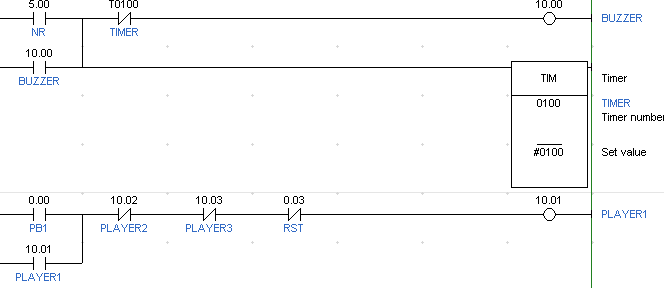 5.00 T0100 10.00
NR TIMER BUZZER
10.00
BUZZER
TIM Timer
0100 TIMER
Timer number
#0100 Set value
0.00 10.02 10.03 0.03 10.01
PB1 PLAYER2 PLAYER3 RST PLAYER1
10.01
PLAYER1